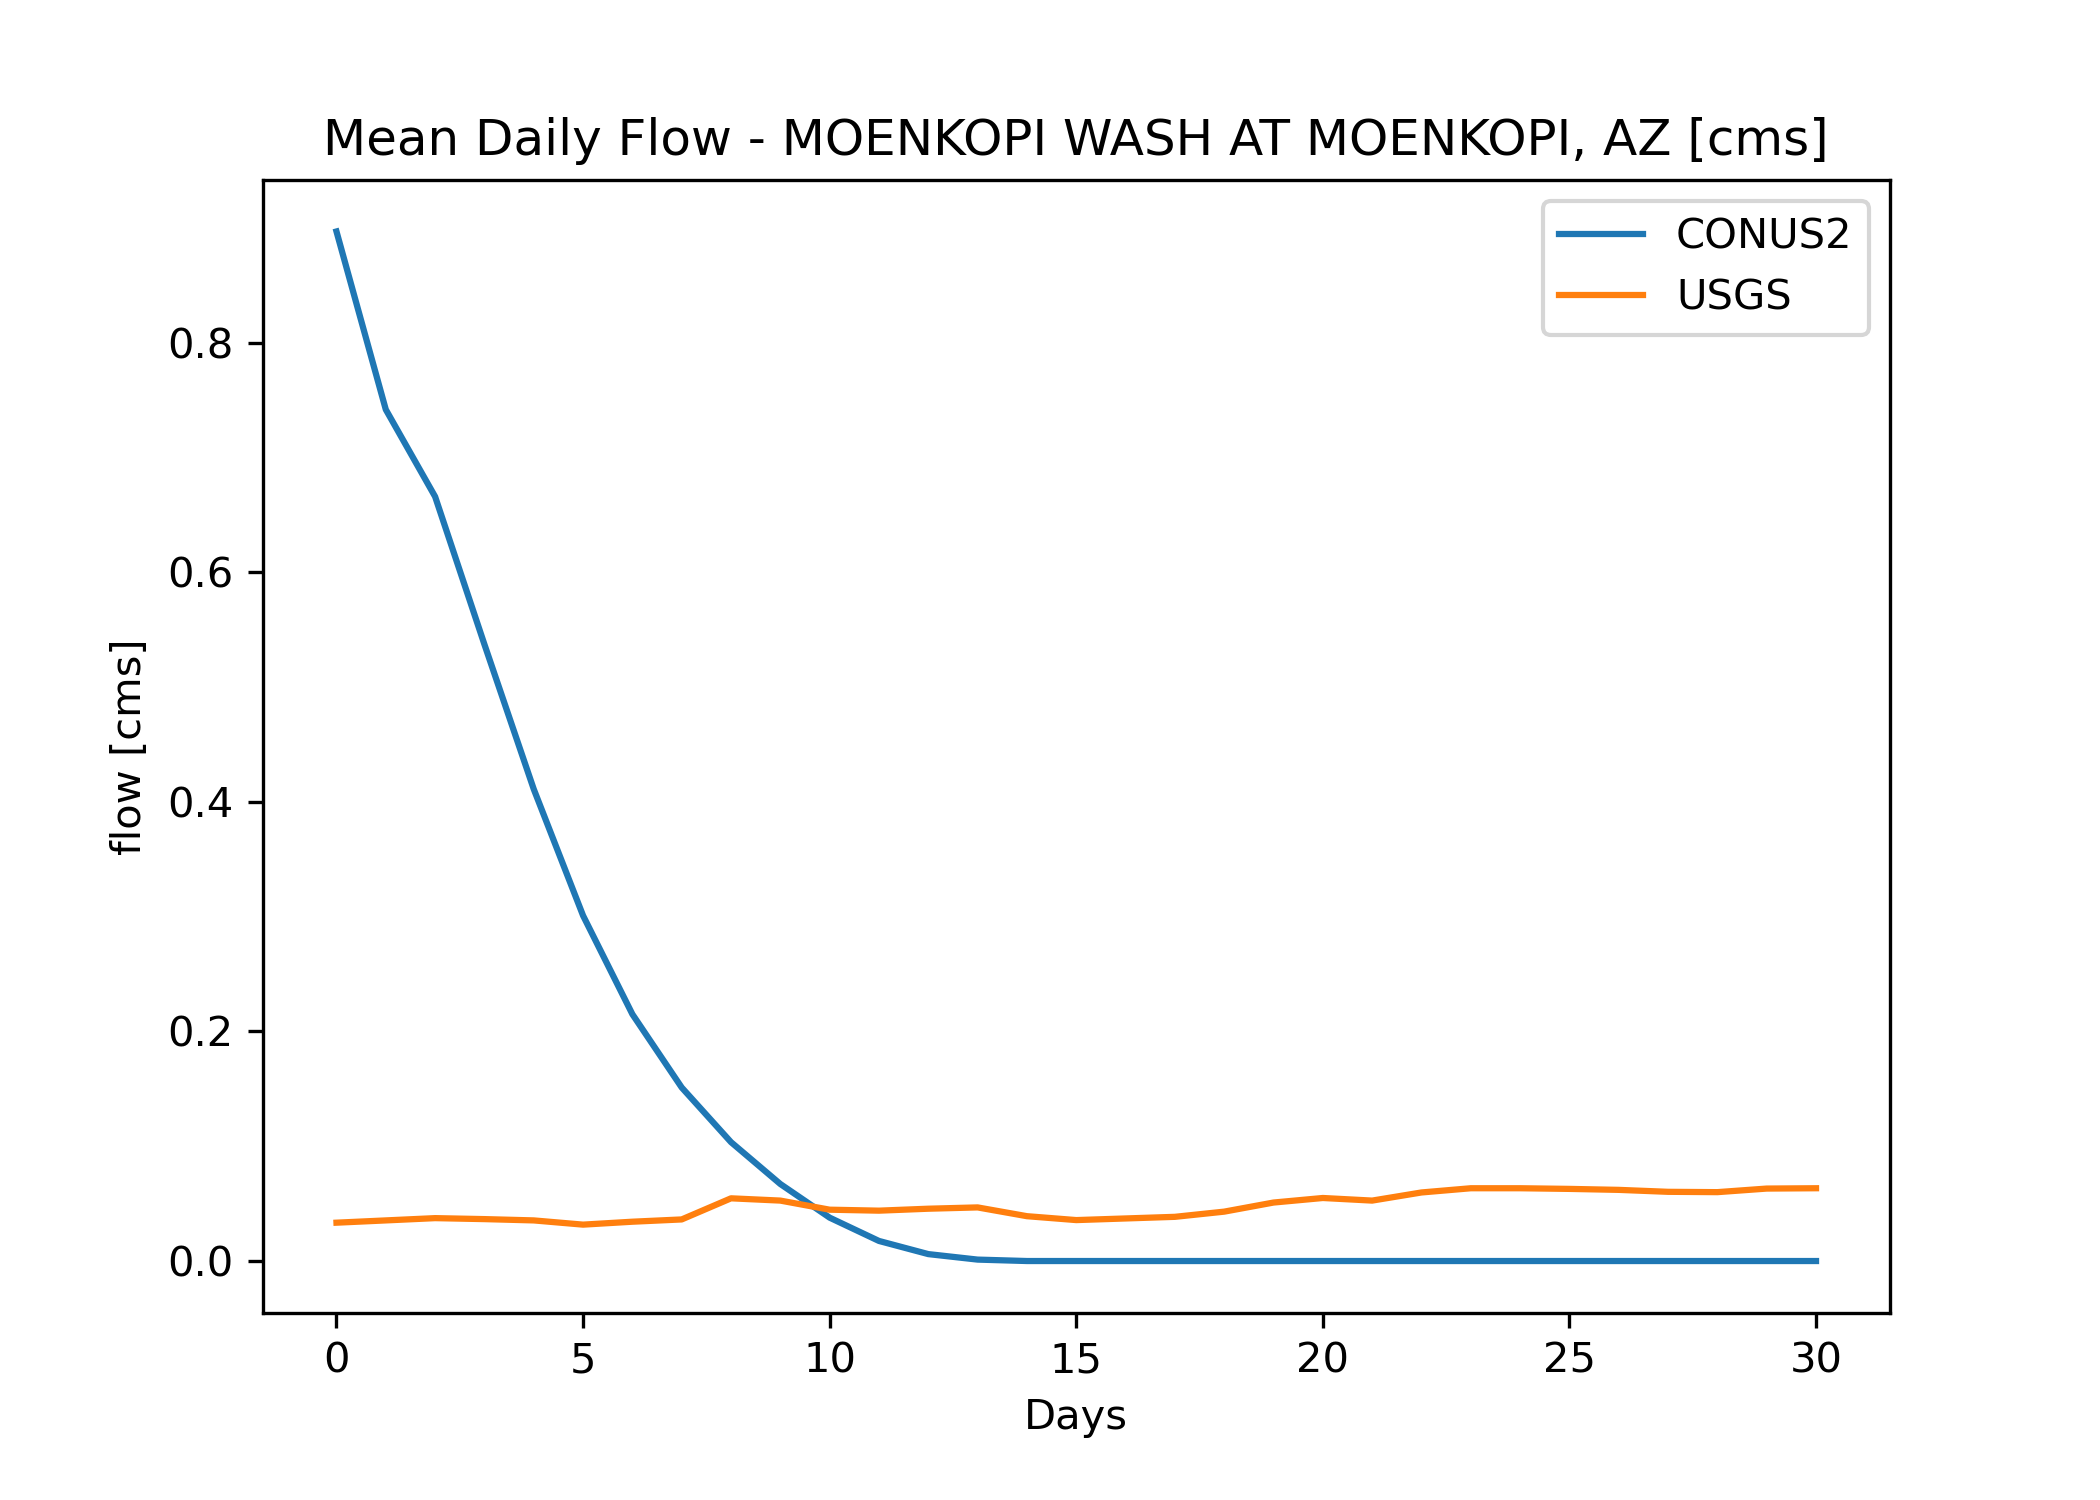 Mean Daily Flow - MOENKOPI WASH AT MOENKOPI, AZ [cms]
CONUS2
USGS
flow [cms]
0.8
0.6
0.4
0.2
0.0
0 5 10 15 20 25 30
Days